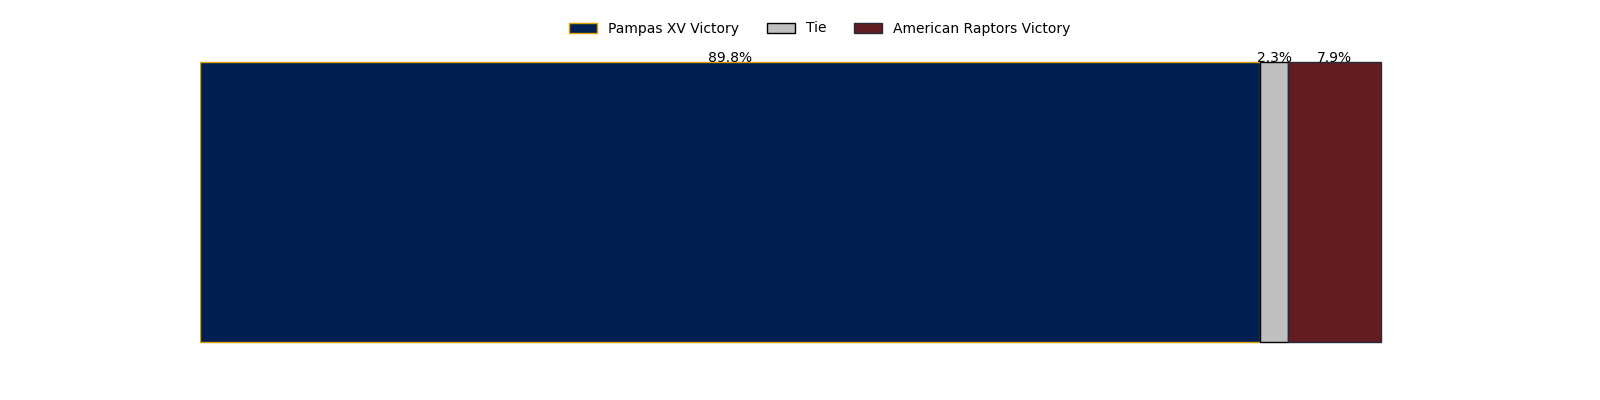 Pampas XV Victory Tie American Raptors Victory
89.8% 2.3% 7.9%